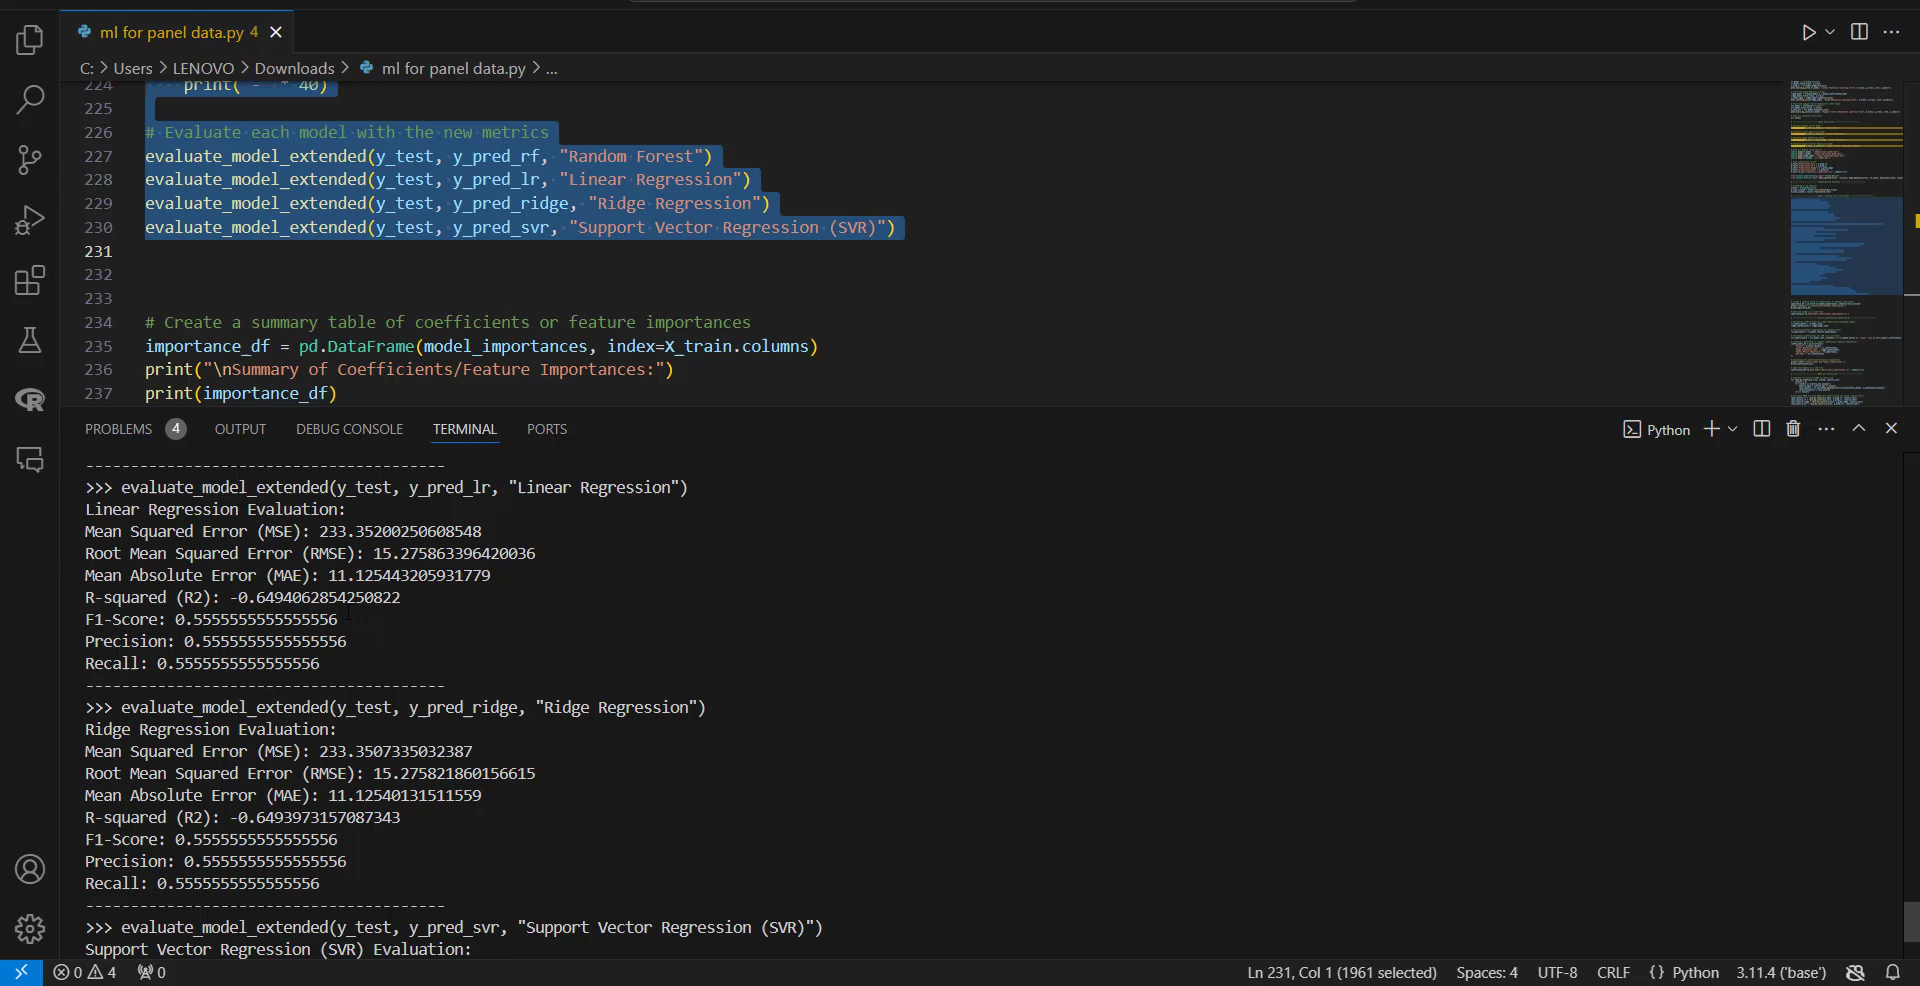 ml for panel data.py 4
C: > Users > LENOVO > Downloads > ml for panel data.py > ...
224 print("-" * 40)
225
226 # Evaluate each model with the new metrics
227 evaluate_model_extended(y_test, y_pred_rf, "Random Forest")
228 evaluate_model_extended(y_test, y_pred_lr, "Linear Regression")
229 evaluate_model_extended(y_test, y_pred_ridge, "Ridge Regression")
230 evaluate_model_extended(y_test, y_pred_svr, "Support Vector Regression (SVR)")
231
232
233
234 # Create a summary table of coefficients or feature importances
235 importance_df = pd.DataFrame(model_importances, index=X_train.columns)
236 print("\nSummary of Coefficients/Feature Importances:")
237 print(importance_df)
PROBLEMS 4 OUTPUT DEBUG CONSOLE TERMINAL PORTS Python
----------------------------------------
>>> evaluate_model_extended(y_test, y_pred_lr, "Linear Regression")
Linear Regression Evaluation:
Mean Squared Error (MSE): 233.35200250608548
Root Mean Squared Error (RMSE): 15.275863396420036
Mean Absolute Error (MAE): 11.125443205931779
R-squared (R2): -0.6494062854250822
F1-Score: 0.5555555555555556
Precision: 0.5555555555555556
Recall: 0.5555555555555556
----------------------------------------
>>> evaluate_model_extended(y_test, y_pred_ridge, "Ridge Regression")
Ridge Regression Evaluation:
Mean Squared Error (MSE): 233.3507335032387
Root Mean Squared Error (RMSE): 15.275821860156615
Mean Absolute Error (MAE): 11.12540131511559
R-squared (R2): -0.6493973157087343
F1-Score: 0.5555555555555556
Precision: 0.5555555555555556
Recall: 0.5555555555555556
----------------------------------------
>>> evaluate_model_extended(y_test, y_pred_svr, "Support Vector Regression (SVR)")
Support Vector Regression (SVR) Evaluation:
0 4 0 Ln 231, Col 1 (1961 selected) Spaces: 4 UTF-8 CRLF {} Python 3.11.4 ('base')